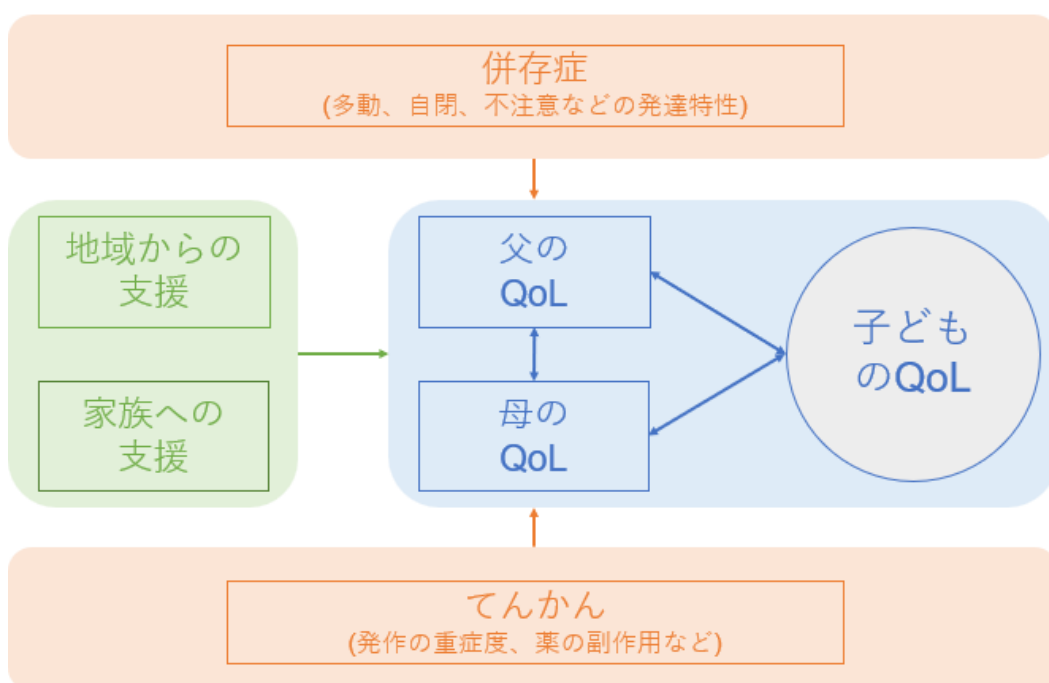 併存症
(多動、自閉、不注意などの発達特性)
地域からの
支援
家族への
支援
父の
QoL
母の
QoL
子ども
のQoL
てんかん
(発作の重症度、薬の副作用など)